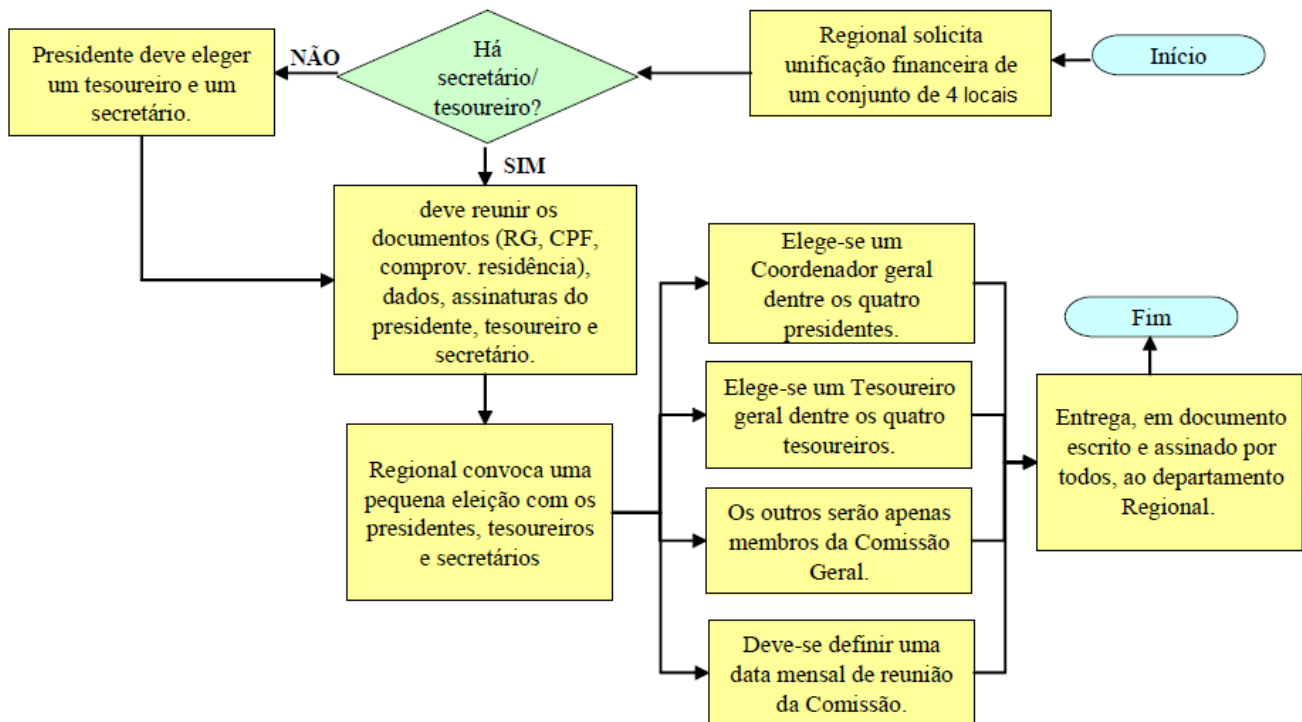 Início
Regional solicita
unificação financeira de
um conjunto de 4 locais
Há
secretário/
tesoureiro?
NÃO
Presidente deve eleger
um tesoureiro e um
secretário.
SIM
deve reunir os
documentos (RG, CPF,
comprov. residência),
dados, assinaturas do
presidente, tesoureiro e
secretário.
Regional convoca uma
pequena eleição com os
presidentes, tesoureiros
e secretários
Elege-se um
Coordenador geral
dentre os quatro
presidentes.
Elege-se um Tesoureiro
geral dentre os quatro
tesoureiros.
Os outros serão apenas
membros da Comissão
Geral.
Deve-se definir uma
data mensal de reunião
da Comissão.
Entrega, em documento
escrito e assinado por
todos, ao departamento
Regional.
Fim